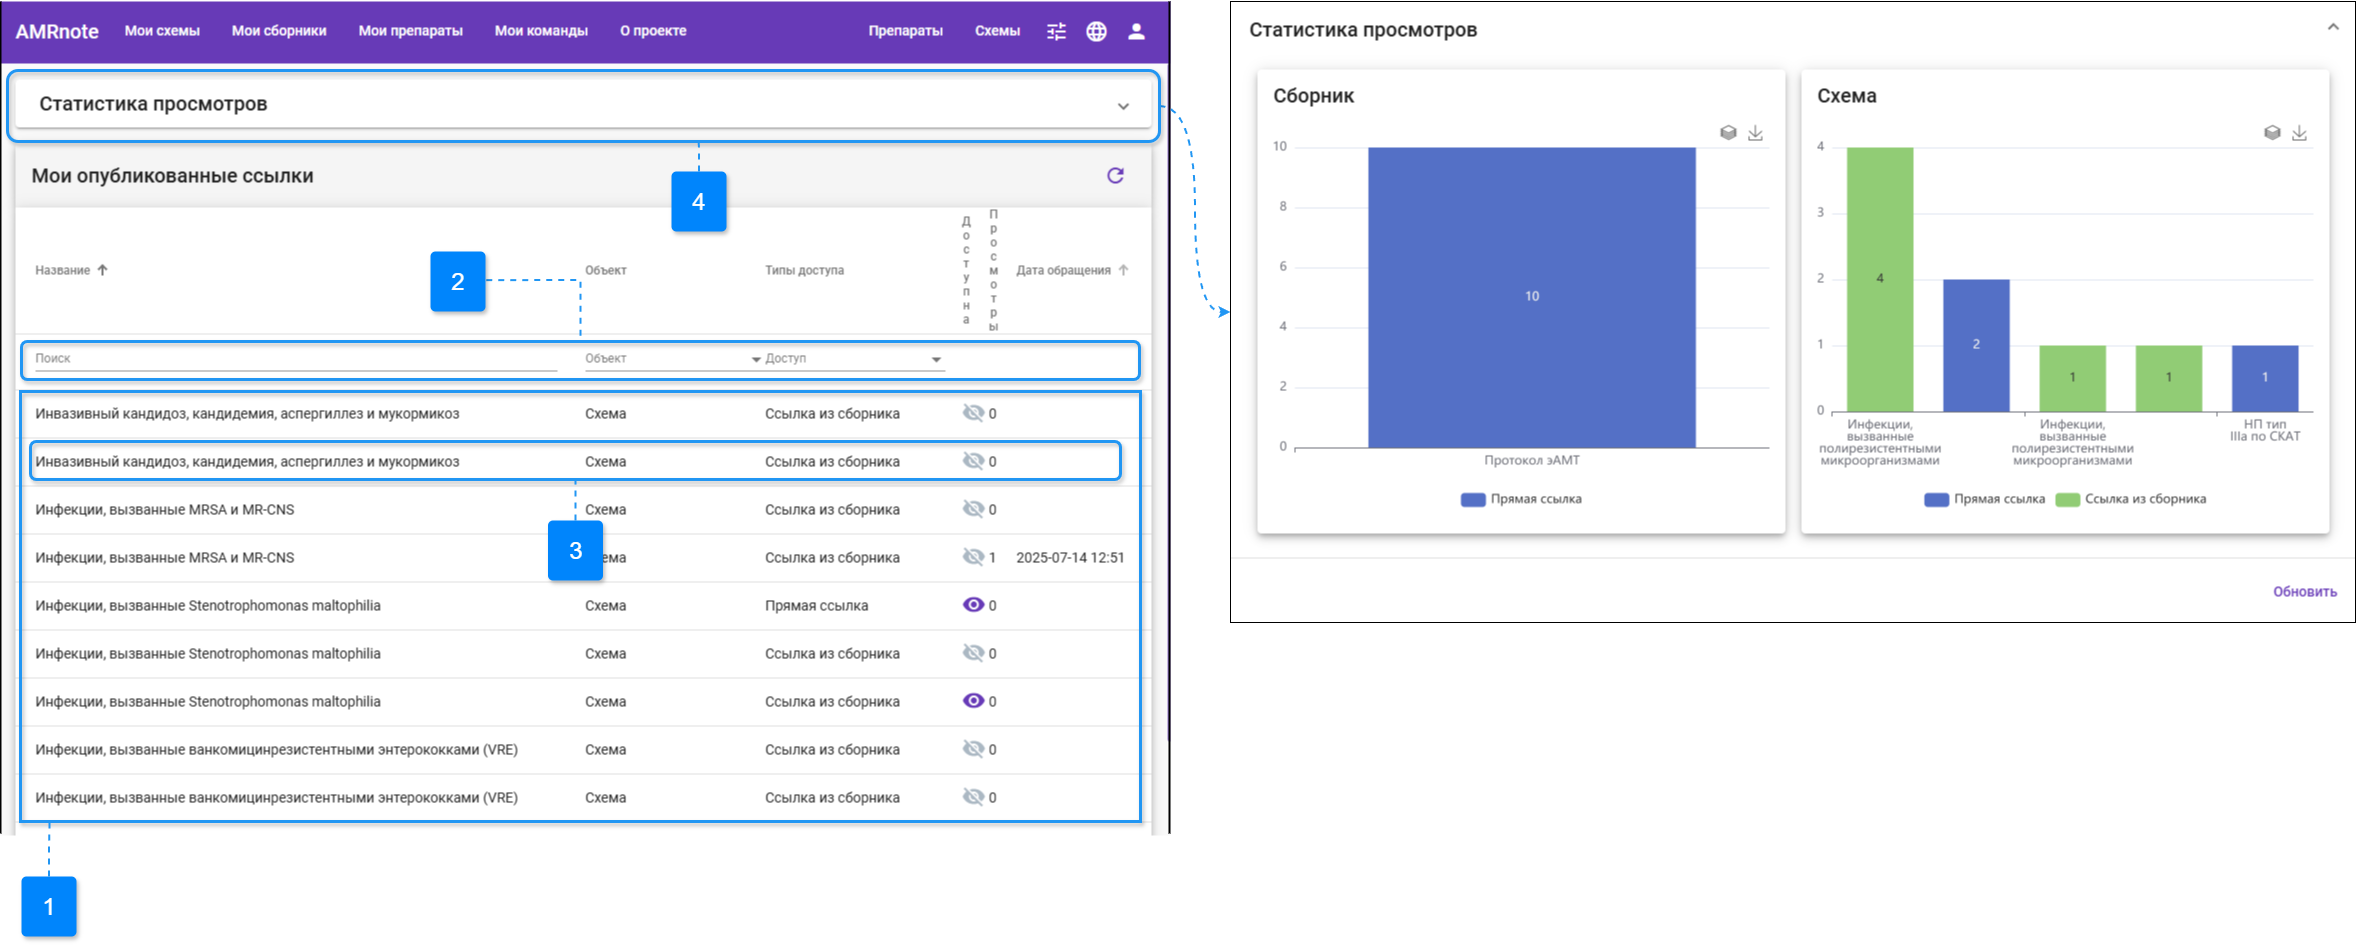 AMRnote Мои схемы Мои сборники Мои препараты Мои команды О проекте Препараты Схемы
Статистика просмотров
4
Мои опубликованные ссылки
2
Название Объект Типы доступа Доступна Просмотры Дата обращения
Поиск Объект Доступ
Инвазивный кандидоз, кандидемия, аспергиллез и мукормикоз Схема Ссылка из сборника 0
Инвазивный кандидоз, кандидемия, аспергиллез и мукормикоз Схема Ссылка из сборника 0
Инфекции, вызванные MRSA и MR-CNS Схема Ссылка из сборника 0
3
Инфекции, вызванные MRSA и MR-CNS ема Ссылка из сборника 1 2025-07-14 12:51
Инфекции, вызванные Stenotrophomonas maltophilia Схема Прямая ссылка 0
Инфекции, вызванные Stenotrophomonas maltophilia Схема Ссылка из сборника 0
Инфекции, вызванные Stenotrophomonas maltophilia Схема Ссылка из сборника 0
Инфекции, вызванные ванкомицинрезистентными энтерококками (VRE) Схема Ссылка из сборника 0
Инфекции, вызванные ванкомицинрезистентными энтерококками (VRE) Схема Ссылка из сборника 0
1
Статистика просмотров
Сборник
10
8
6
4
2
0
10
Протокол эАМТ
Прямая ссылка
Схема
4
3
2
1
0
4
2
1
1
1
Инфекции,
вызванные
полирезистентными
микроорганизмами
Инфекции,
вызванные
полирезистентными
микроорганизмами
НП тип
IIIa по СКАТ
Прямая ссылка Ссылка из сборника
Обновить